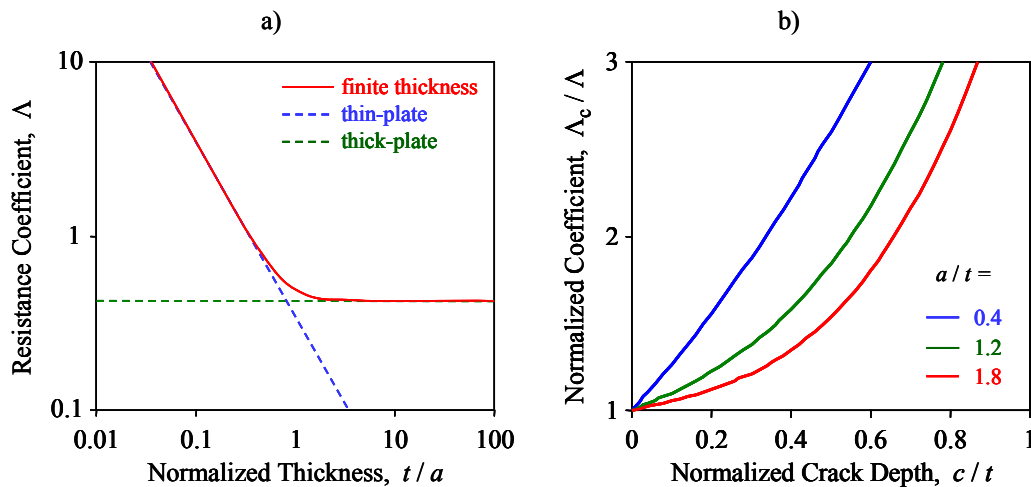 a)
Resistance Coefficient, Λ
10
1
0.1
finite thickness
thin-plate
thick-plate
0.01 0.1 1 10 100
Normalized Thickness, t / a
b)
Normalized Coefficient, Λc / Λ
3
2
1
a / t =
0.4
1.2
1.8
0 0.2 0.4 0.6 0.8 1
Normalized Crack Depth, c / t